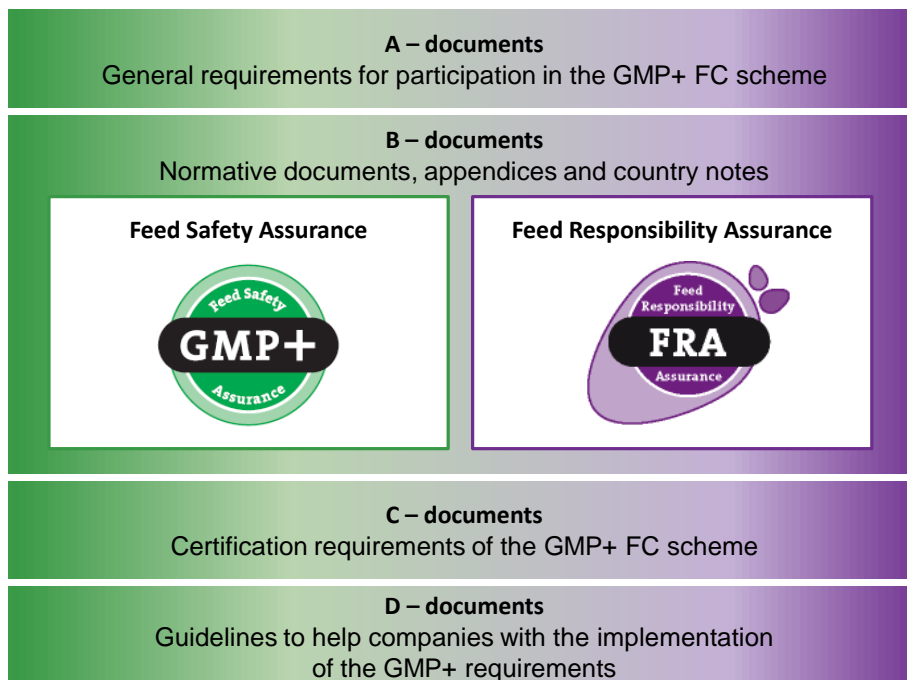 A – documents
General requirements for participation in the GMP+ FC scheme
B – documents
Normative documents, appendices and country notes
Feed Safety Assurance
Feed Safety
GMP+
Assurance
Feed Responsibility Assurance
Feed
Responsibility
FRA
Assurance
C – documents
Certification requirements of the GMP+ FC scheme
D – documents
Guidelines to help companies with the implementation
of the GMP+ requirements